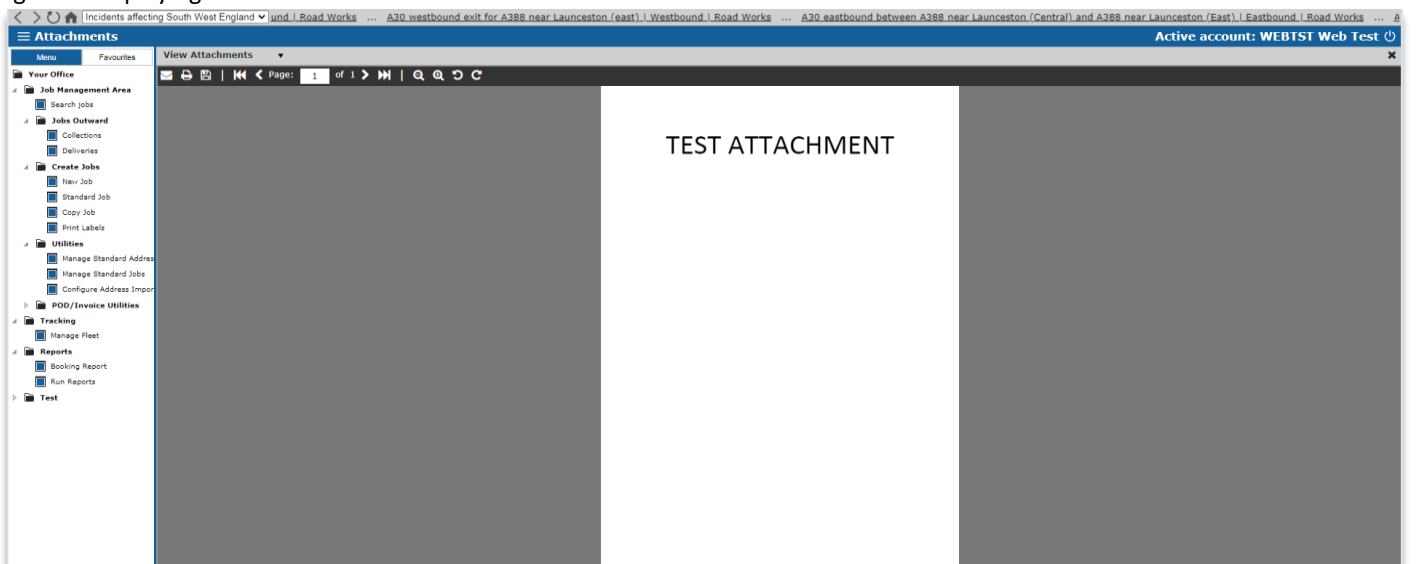 Incidents affecting South West England und | Road Works ... A30 westbound exit for A388 near Launceston (east) | Westbound | Road Works ... A30 eastbound between A388 near Launceston (Central) and A388 near Launceston (East) | Eastbound | Road Works ... A
Attachments Active account: WEBTST Web Test
Menu Favourites View Attachments
Your Office
Page: 1 of 1
Job Management Area
Search jobs
Jobs Outward
Collections
Deliveries
TEST ATTACHMENT
Create Jobs
New Job
Standard Job
Copy Job
Print Labels
Utilities
Manage Standard Addres
Manage Standard Jobs
Configure Address Impor
POD/Invoice Utilities
Tracking
Manage Fleet
Reports
Booking Report
Run Reports
Test